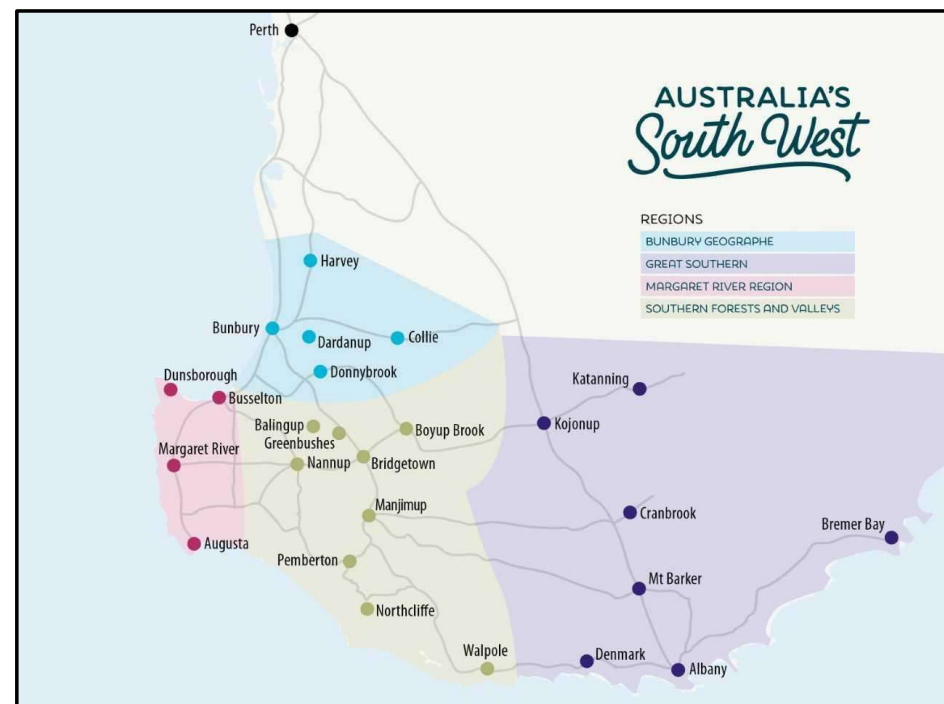 Perth
AUSTRALIA'S
South West
REGIONS
BUNBURY GEOGRAPHE
GREAT SOUTHERN
MARGARET RIVER REGION
SOUTHERN FORESTS AND VALLEYS
Harvey
Bunbury
Dardanup
Collie
Donnybrook
Dunsborough
Busselton
Katanning
Balingup
Greenbushes
Boyup Brook
Kojonup
Margaret River
Nannup
Bridgetown
Manjimup
Cranbrook
Bremer Bay
Augusta
Pemberton
Mt Barker
Northcliffe
Walpole
Denmark
Albany